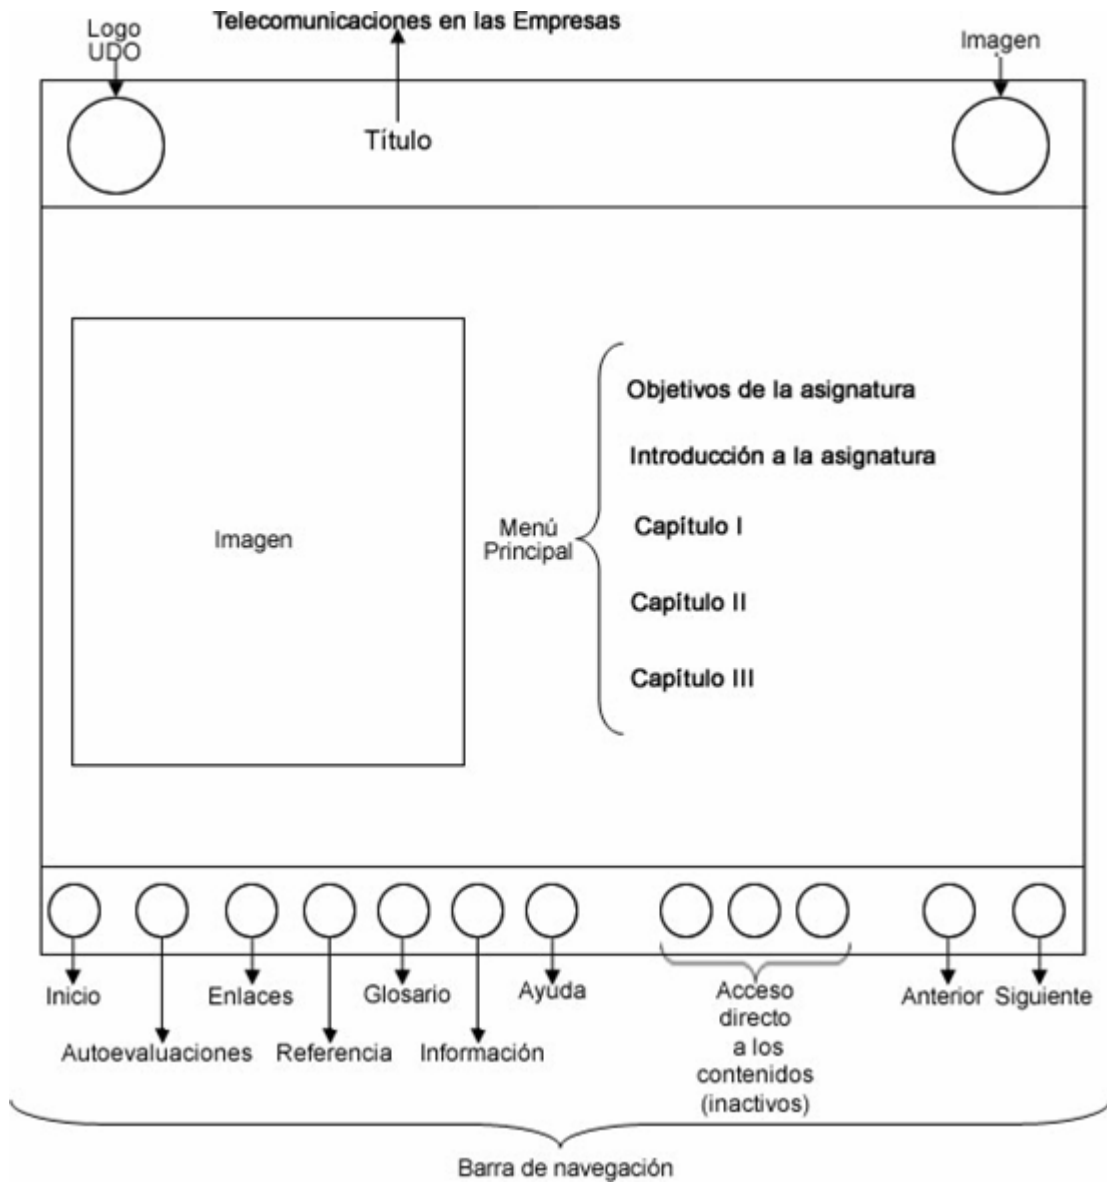 Telecomunicaciones en las Empresas
Logo
UDO
Imagen
Título
Objetivos de la asignatura
Introducción a la asignatura
Imagen
Menú
Principal
Capítulo I
Capítulo II
Capítulo III
Inicio
Enlaces
Glosario
Ayuda
Acceso
directo
a los
contenidos
(inactivos)
Anterior
Siguiente
Autoevaluaciones
Referencia
Información
Barra de navegación